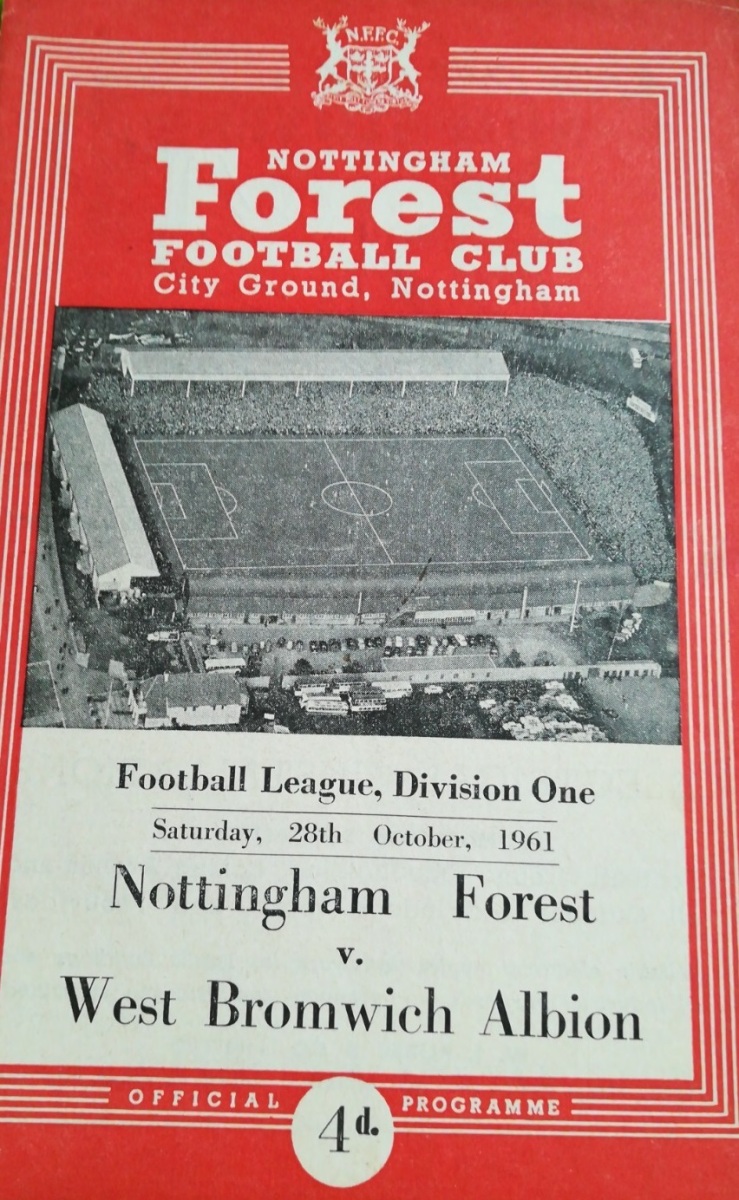 N.F.F.C.
NOTTINGHAM
Forest
FOOTBALL CLUB
City Ground, Nottingham
Football League, Division One
Saturday, 28th October, 1961
Nottingham Forest
v.
West Bromwich Albion
OFFICIAL PROGRAMME
4d.